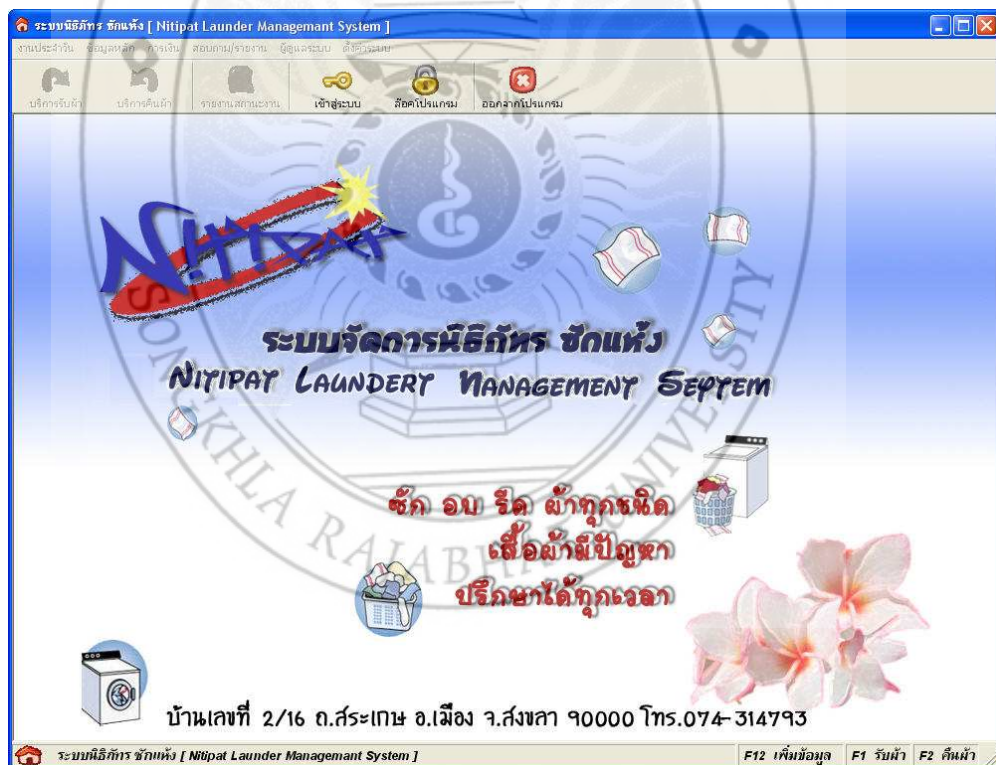 ระบบนิธิภัทร ซักแห้ง [ Nitipat Launder Managemant System ]
งานประจำวัน ข้อมูลหลัก การเงิน สอบถาม/รายงาน ผู้ดูแลระบบ ตั้งค่าระบบ
บริการรับผ้า บริการคืนผ้า รายงานสถานะงาน เข้าสู่ระบบ ล๊อคโปรแกรม ออกจากโปรแกรม
NITIPAT
ระบบจัดการนิธิภัทร ซักแห้ง
NITIPAT LAUNDERT MANAGEMENT SEPTEM
ซัก อบ รีด ผ้าทุกชนิด
เสื้อผ้ามีปัญหา
ปรึกษาได้ทุกเวลา
บ้านเลขที่ 2/16 ถ.สระเกษ อ.เมือง จ.สงขลา 90000 โทร.074-314793
SONGKHLA RAJABHAT UNIVERSITY
ระบบนิธิภัทร ซักแห้ง [ Nitipat Launder Managemant System ] F12 เพิ่มข้อมูล F1 รับผ้า F2 คืนผ้า